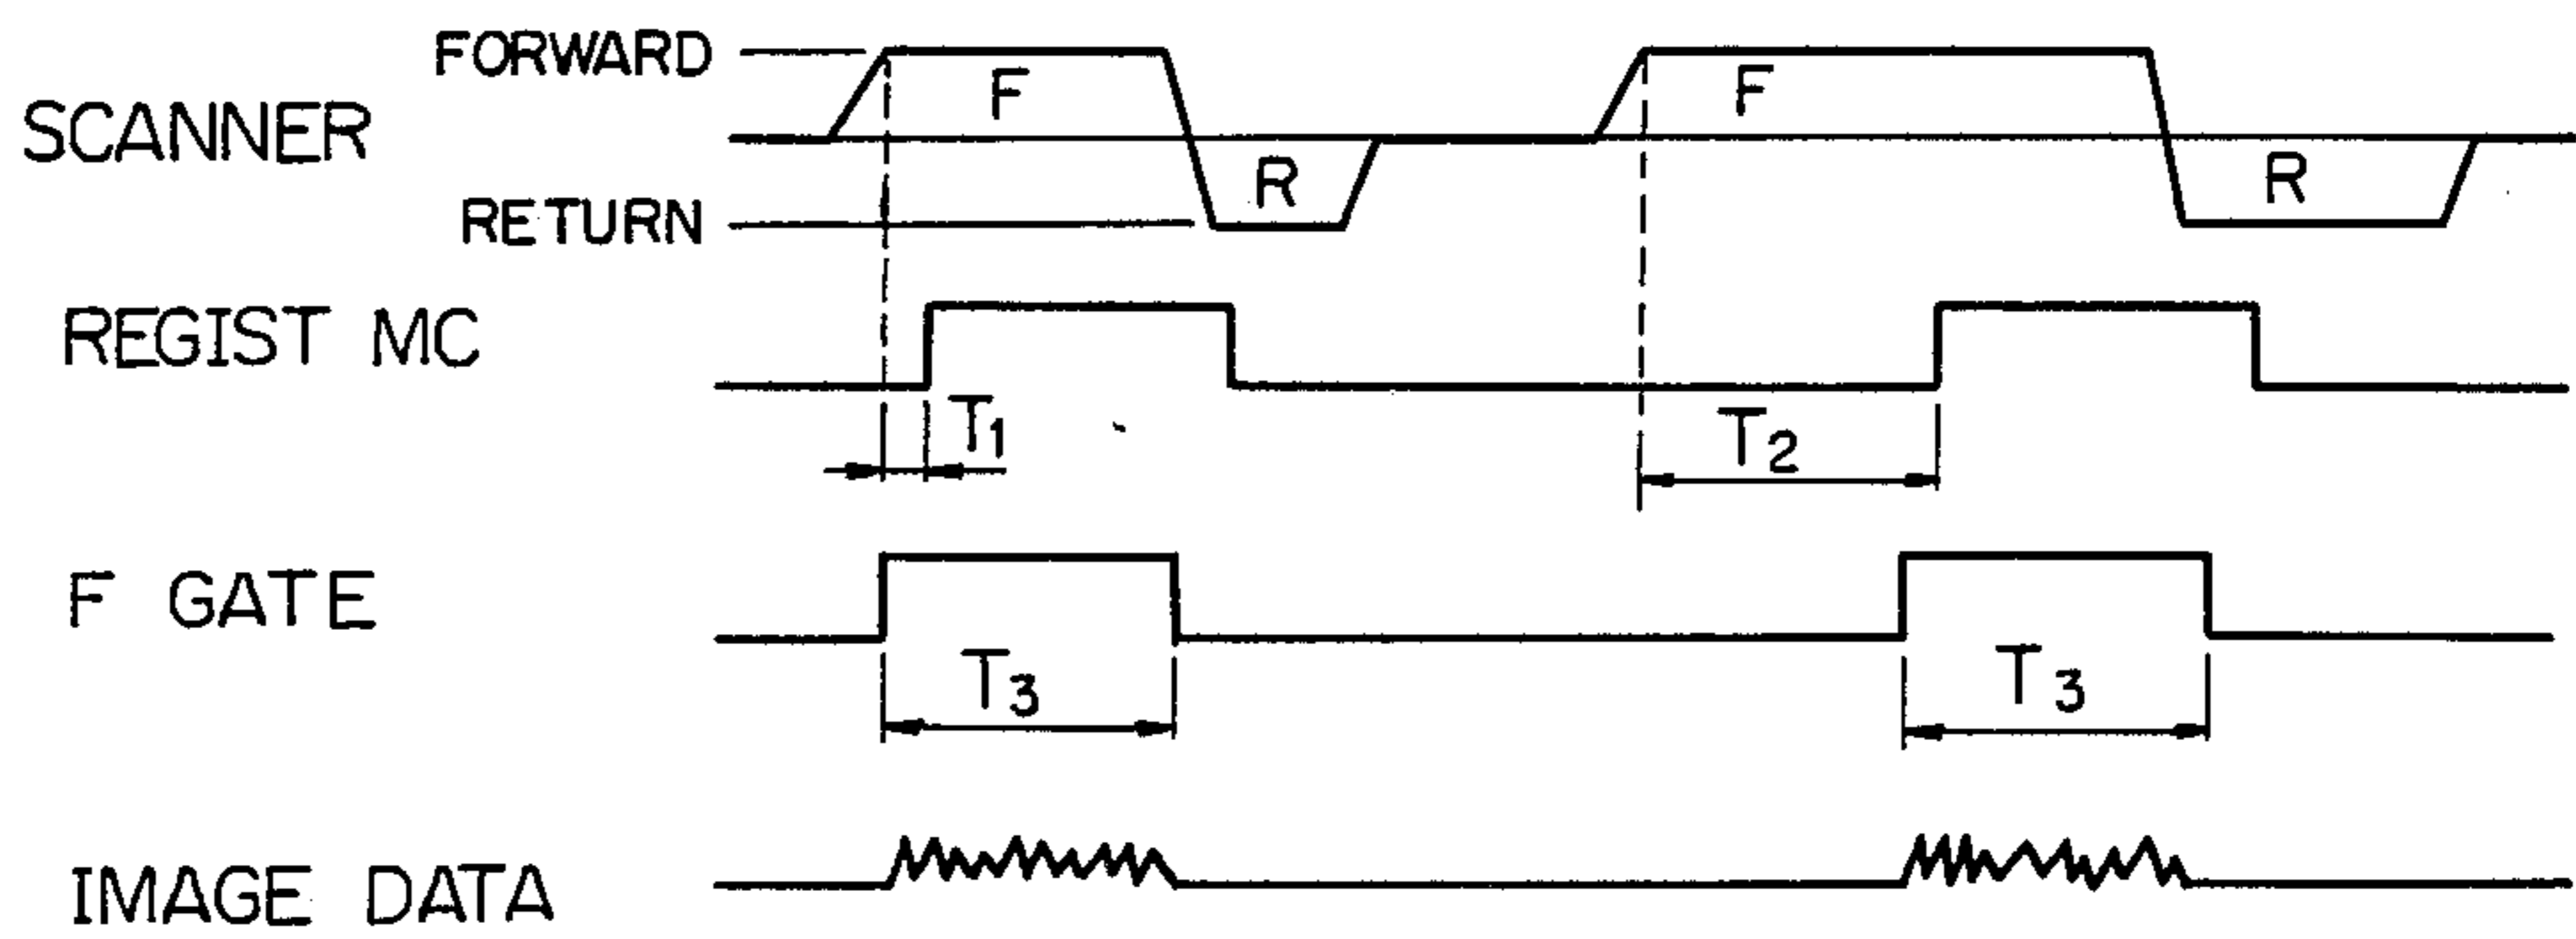 FORWARD
F
F
SCANNER
R
R
RETURN
REGIST MC
T1
T2
F GATE
T3
T3
IMAGE DATA